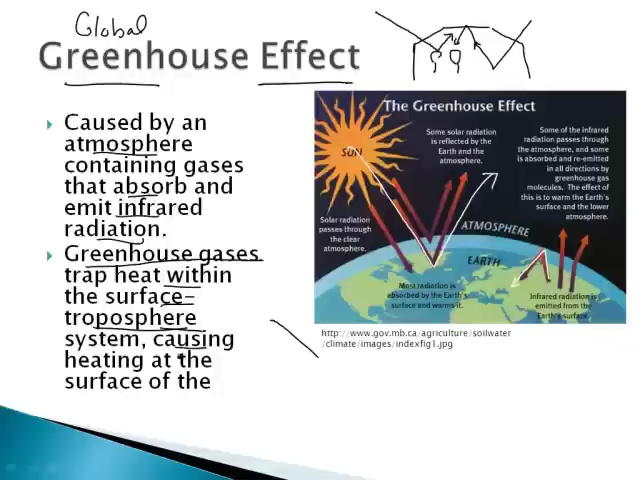 Global
Greenhouse Effect
Caused by an
atmosphere
containing gases
that absorb and
emit infrared
radiation.
Greenhouse gases
trap heat within
the surface-
troposphere
system, causing
heating at the
surface of the
The Greenhouse Effect
SUN
Some solar radiation
is reflected by the
Earth and the
atmosphere.
Some of the infrared
radiation passes through
the atmosphere, and some
is absorbed and re-emitted
in all directions by
greenhouse gas
molecules. The effect of
this is to warm the Earth's
surface and the lower
atmosphere.
Solar radiation
passes through
the clear
atmosphere.
ATMOSPHERE
EARTH
Most radiation is
absorbed by the Earth's
surface and warms it.
Infrared radiation is
emitted from the
Earth's surface.
http://www.gov.mb.ca/agriculture/soilwater
/climate/images/indexfig1.jpg